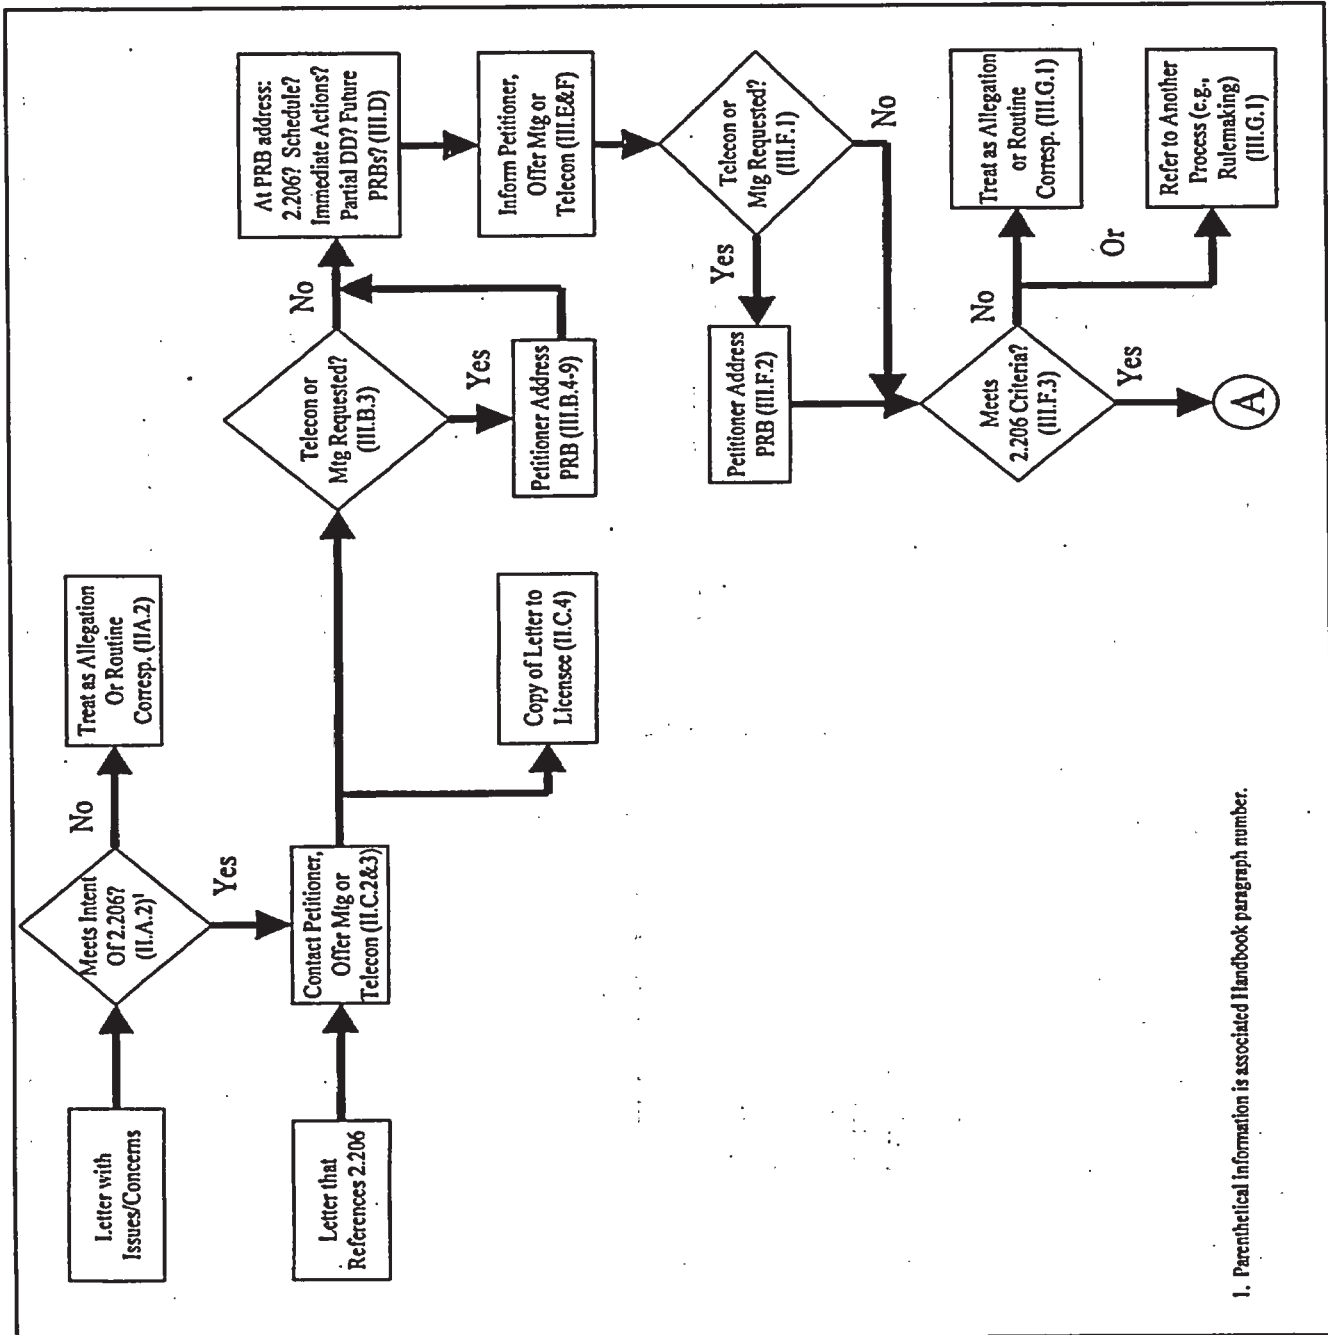 Letter with
Issues/Concerns
Meets Intent
Of 2.206?
(II.A.2)¹
No
Treat as Allegation
Or Routine
Corresp. (IIA.2)
Yes
Letter that
References 2.206
Contact Petitioner,
Offer Mtg or
Telecon (II.C.2&3)
Copy of Letter to
Licensee (II.C.4)
Telecon or
Mtg Requested?
(III.B.3)
No
Yes
Petitioner Address
PRB (III.B.4-9)
At PRB address:
2.206? Schedule?
Immediate Actions?
Partial DD? Future
PRBs? (III.D)
Inform Petitioner,
Offer Mtg or
Telecon (III.E&F)
Telecon or
Mtg Requested?
(III.F.1)
Yes
No
Petitioner Address
PRB (III.F.2)
Meets
2.206 Criteria?
(III.F.3)
No
Treat as Allegation
or Routine
Corresp. (III.G.1)
Or
Refer to Another
Process (e.g.,
Rulemaking)
(III.G.1)
Yes
A
1. Parenthetical information is associated Handbook paragraph number.